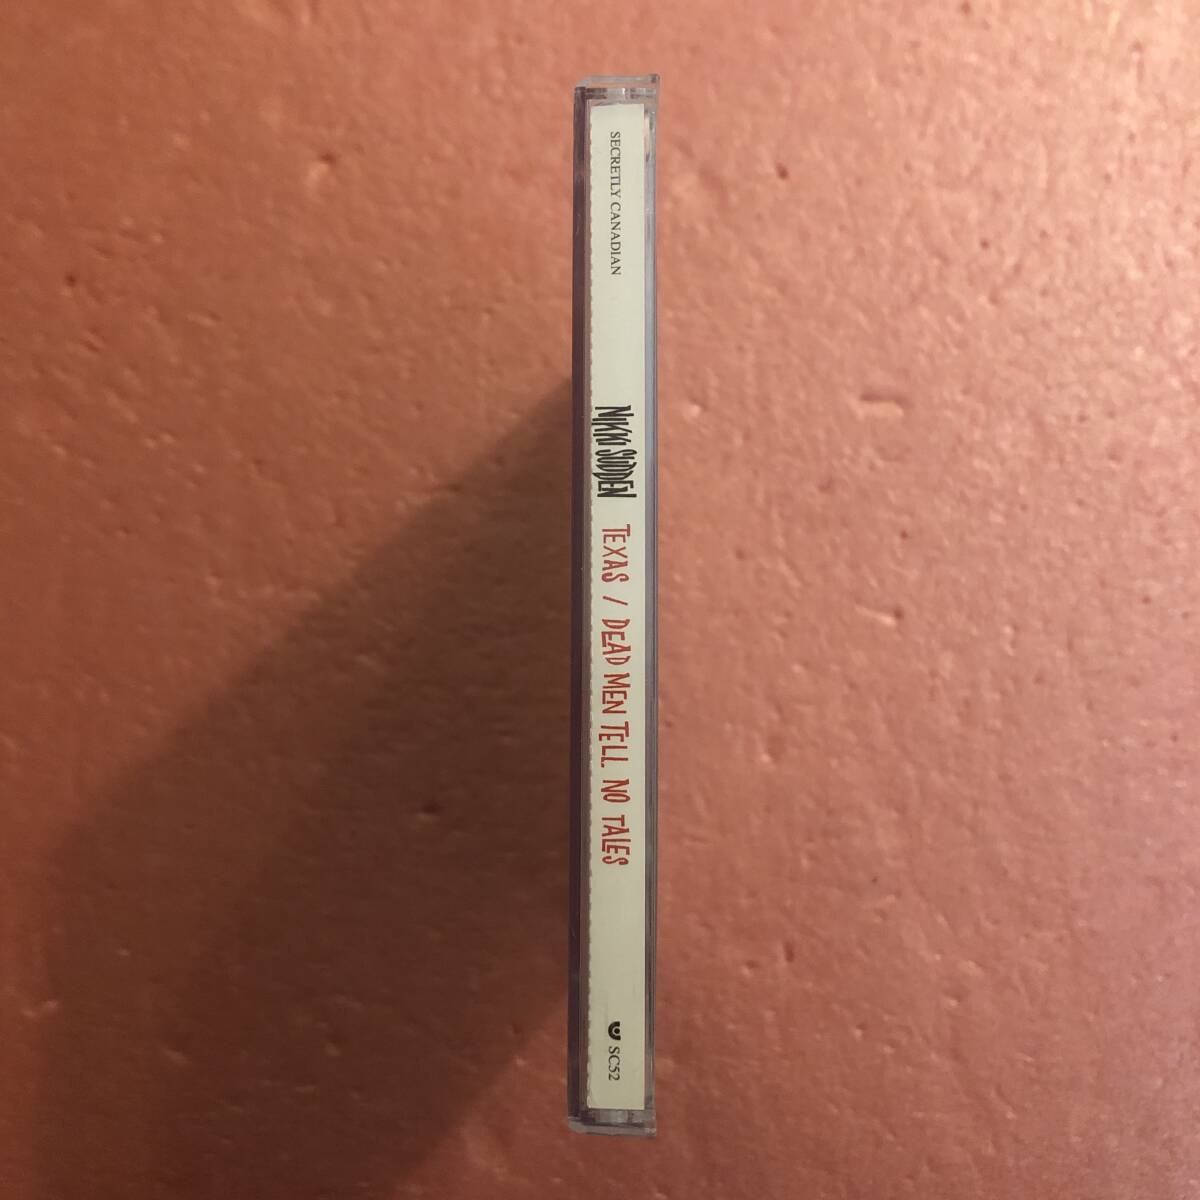 SECRETLY CANADIAN
NIKKI SUDDEN
TEXAS / DEAD MEN TELL NO TALES
SC52